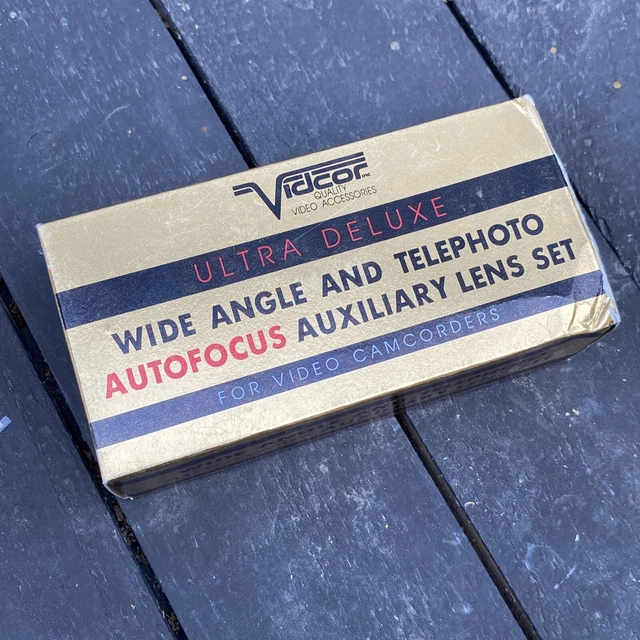 Vidcor INC
QUALITY
VIDEO ACCESSORIES
ULTRA DELUXE
WIDE ANGLE AND TELEPHOTO
AUTOFOCUS AUXILIARY LENS SET
FOR VIDEO CAMCORDERS